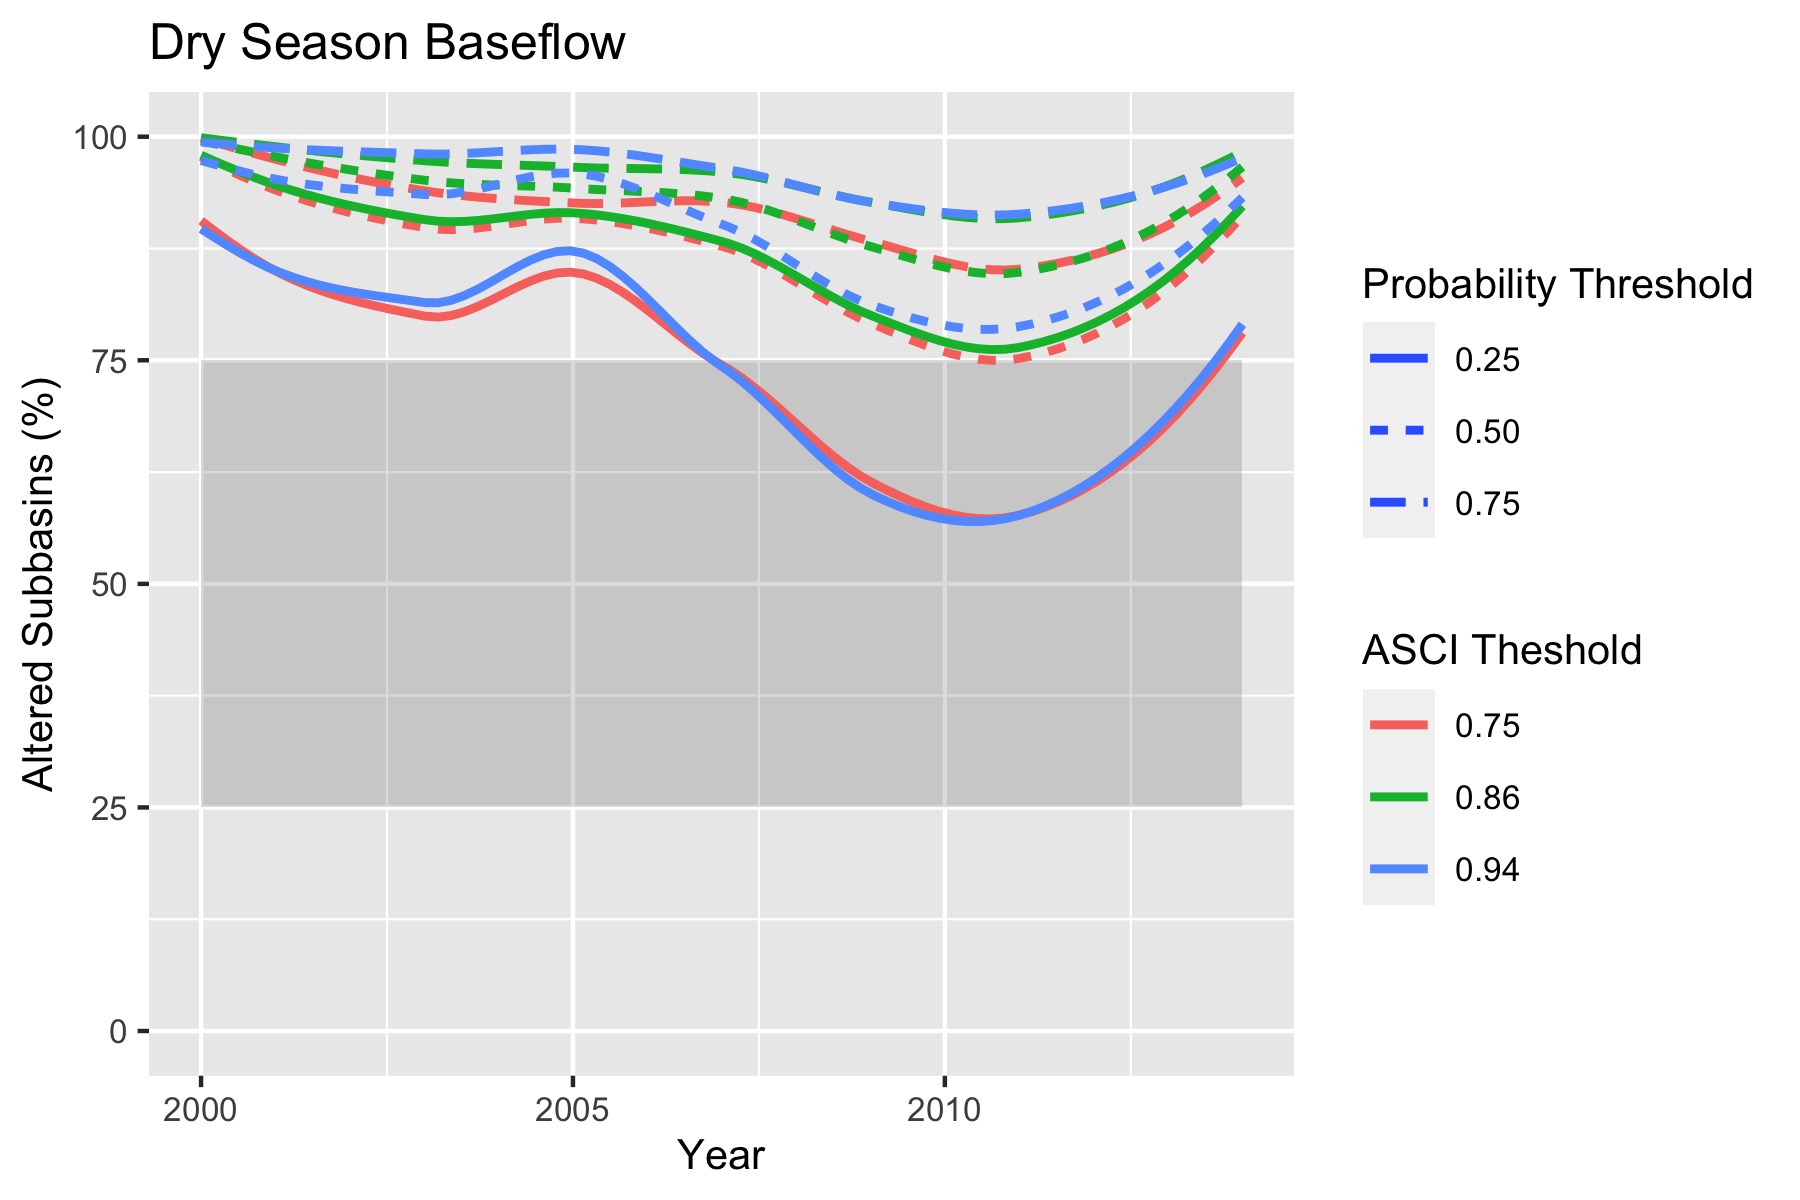 Dry Season Baseflow
Altered Subbasins (%)
100
75
50
25
0
2000
2005
2010
Year
Probability Threshold
0.25
0.50
0.75
ASCI Theshold
0.75
0.86
0.94